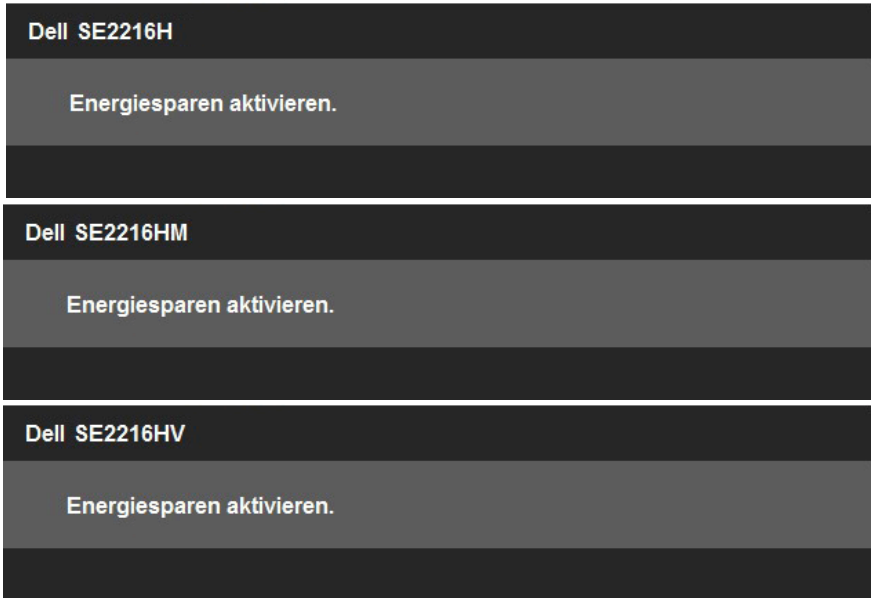 Dell SE2216H
Energiesparen aktivieren.
Dell SE2216HM
Energiesparen aktivieren.
Dell SE2216HV
Energiesparen aktivieren.